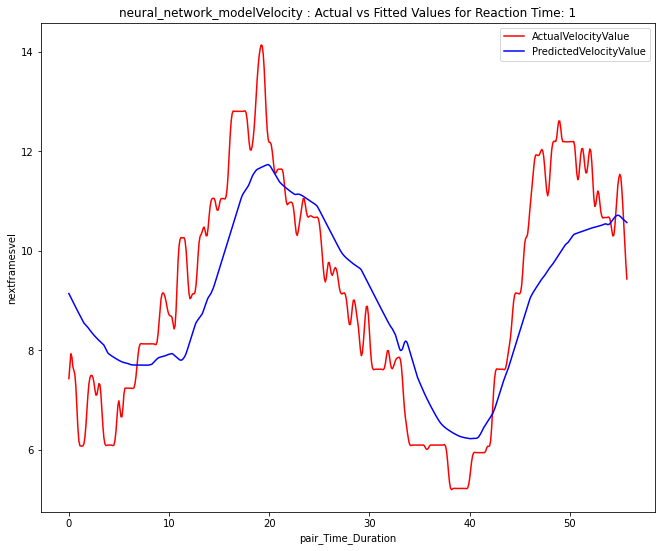 neural_network_modelVelocity : Actual vs Fitted Values for Reaction Time: 1
ActualVelocityValue
PredictedVelocityValue
nextframesvel
14
12
10
8
6
0 10 20 30 40 50
pair_Time_Duration